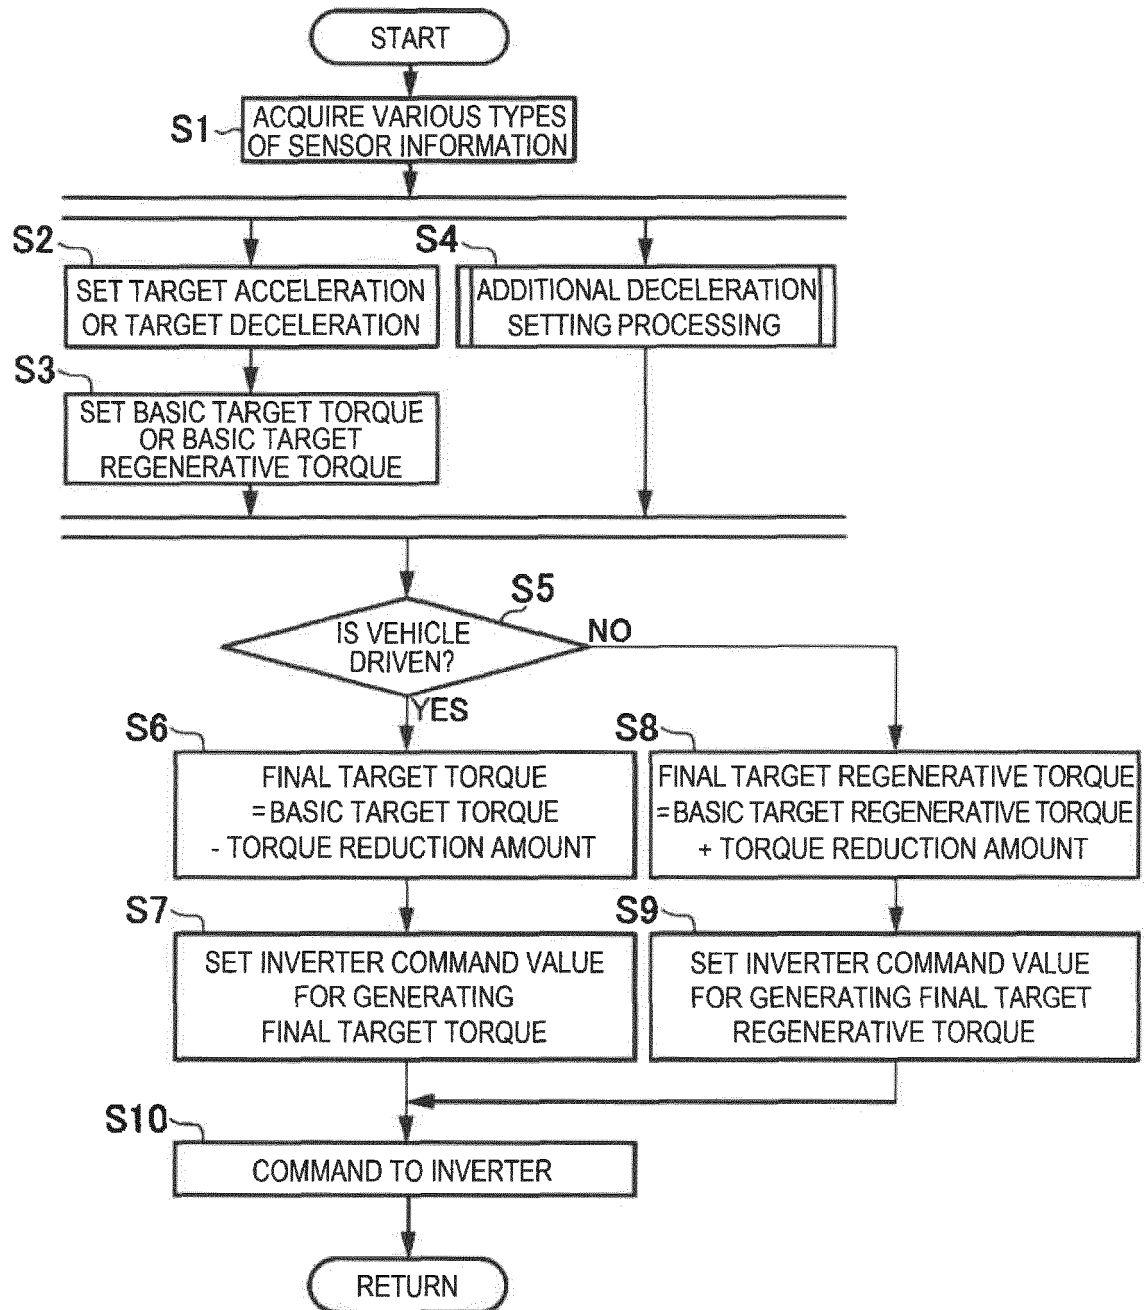 START
S1
ACQUIRE VARIOUS TYPES
OF SENSOR INFORMATION
S2
SET TARGET ACCELERATION
OR TARGET DECELERATION
S4
ADDITIONAL DECELERATION
SETTING PROCESSING
S3
SET BASIC TARGET TORQUE
OR BASIC TARGET
REGENERATIVE TORQUE
S5
IS VEHICLE
DRIVEN?
NO
YES
S6
FINAL TARGET TORQUE
=BASIC TARGET TORQUE
- TORQUE REDUCTION AMOUNT
S8
FINAL TARGET REGENERATIVE TORQUE
=BASIC TARGET REGENERATIVE TORQUE
+ TORQUE REDUCTION AMOUNT
S7
SET INVERTER COMMAND VALUE
FOR GENERATING
FINAL TARGET TORQUE
S9
SET INVERTER COMMAND VALUE
FOR GENERATING FINAL TARGET
REGENERATIVE TORQUE
S10
COMMAND TO INVERTER
RETURN